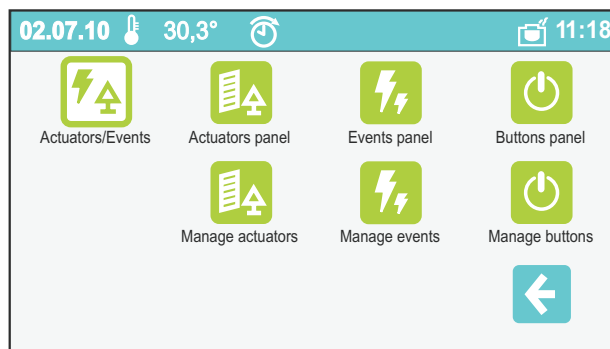 02.07.10 30,3° 11:18
Actuators/Events Actuators panel Events panel Buttons panel
Manage actuators Manage events Manage buttons